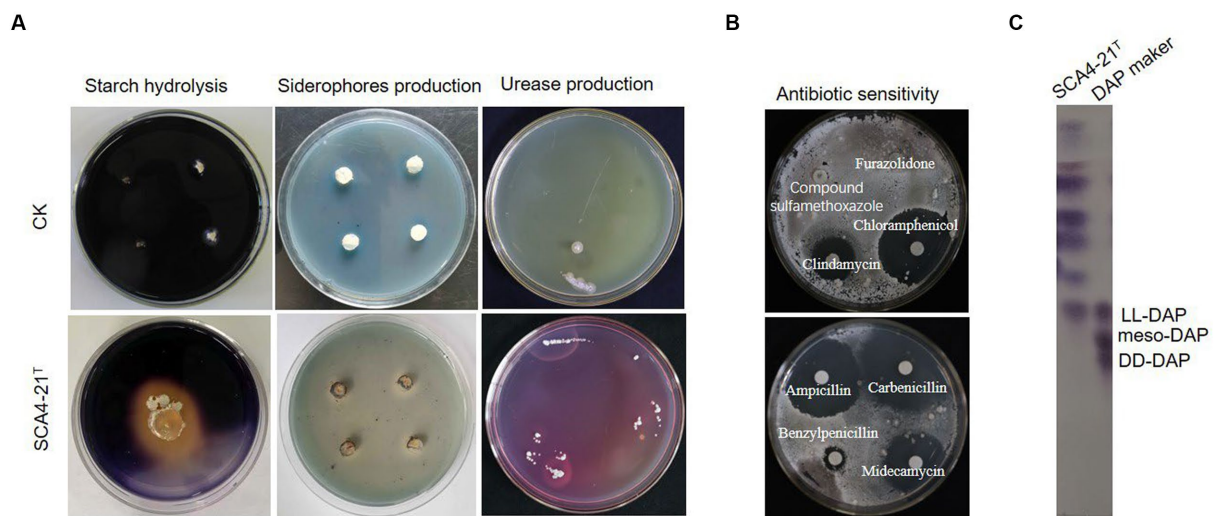 A
B
C
Starch hydrolysis
Siderophores production
Urease production
Antibiotic sensitivity
SCA4-21ᵀ
DAP maker
CK
SCA4-21ᵀ
Furazolidone
Compound
sulfamethoxazole
Chloramphenicol
Clindamycin
Ampicillin
Carbenicillin
Benzylpenicillin
Midecamycin
LL-DAP
meso-DAP
DD-DAP